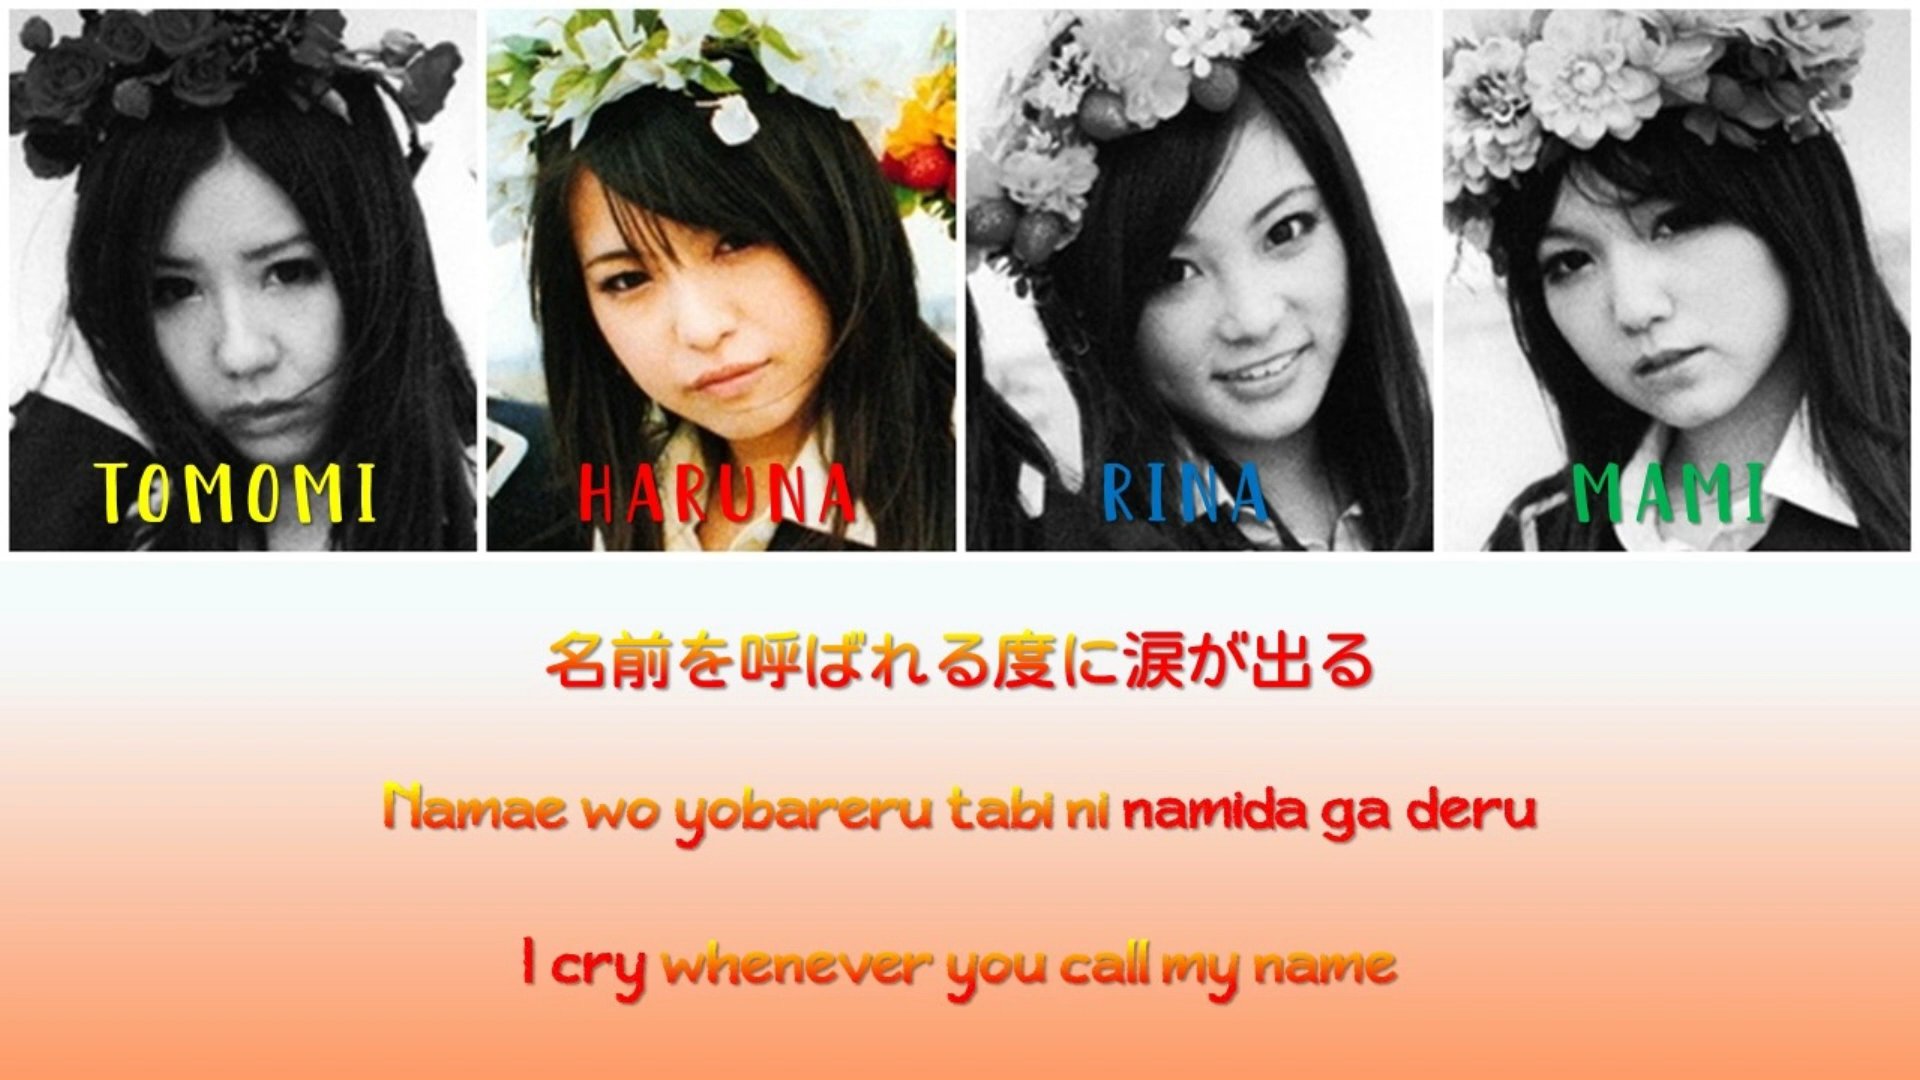 TOMOMI HARUNA RINA MAMI
名前を呼ばれる度に涙が出る
Namae wo yobareru tabi ni namida ga deru
I cry whenever you call my name